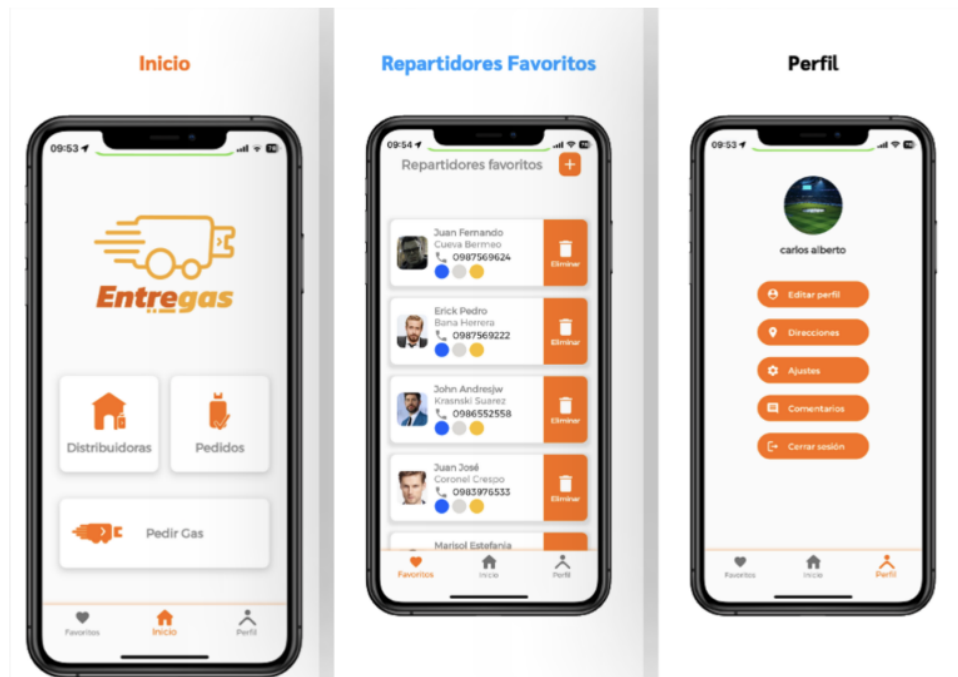 Inicio
09:53
76
Entregas
Distribuidoras
Pedidos
Pedir Gas
Favoritos
Inicio
Perfil
Repartidores Favoritos
09:54
76
Repartidores favoritos
+
Juan Fernando
Cueva Bermeo
0987569624
Eliminar
Erick Pedro
Bana Herrera
0987569222
Eliminar
John Andresjw
Krasnski Suarez
0986552558
Eliminar
Juan José
Coronel Crespo
0983976533
Eliminar
Marisol Estefania
Favoritos
Inicio
Perfil
Perfil
09:53
76
carlos alberto
Editar perfil
Direcciones
Ajustes
Comentarios
Cerrar sesión
Favoritos
Inicio
Perfil